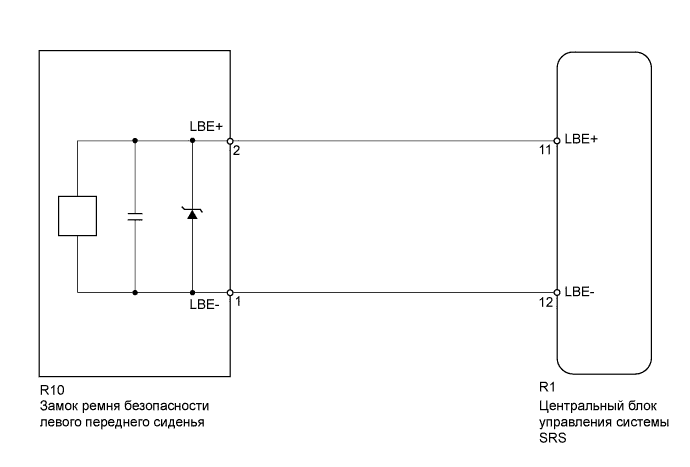 LBE+
2
11
LBE+
LBE-
1
12
LBE-
R10
Замок ремня безопасности
левого переднего сиденья
R1
Центральный блок
управления системы
SRS